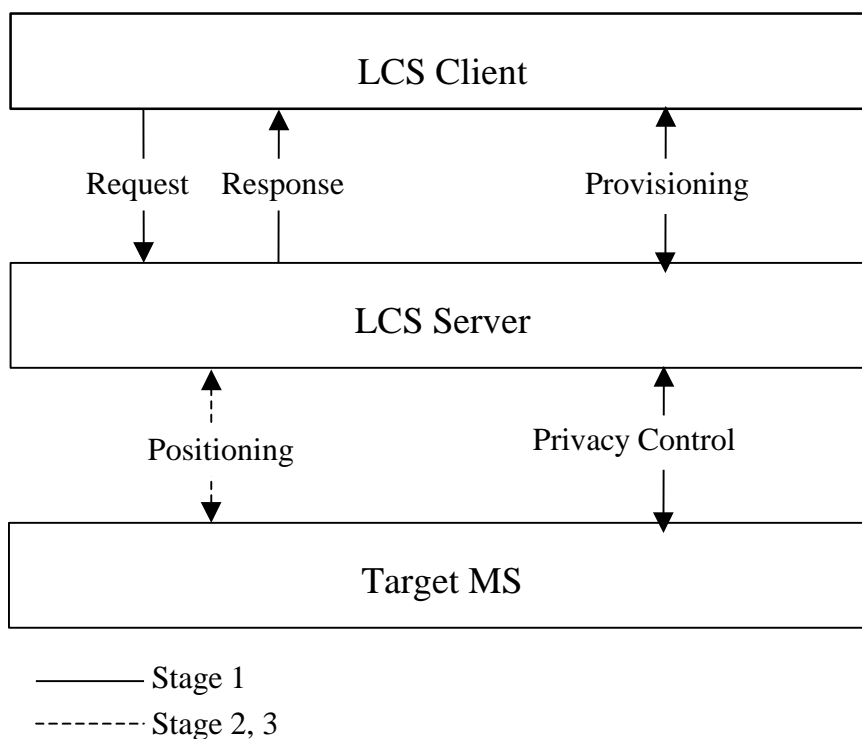 LCS Client
Request Response Provisioning
LCS Server
Positioning Privacy Control
Target MS
Stage 1
Stage 2, 3